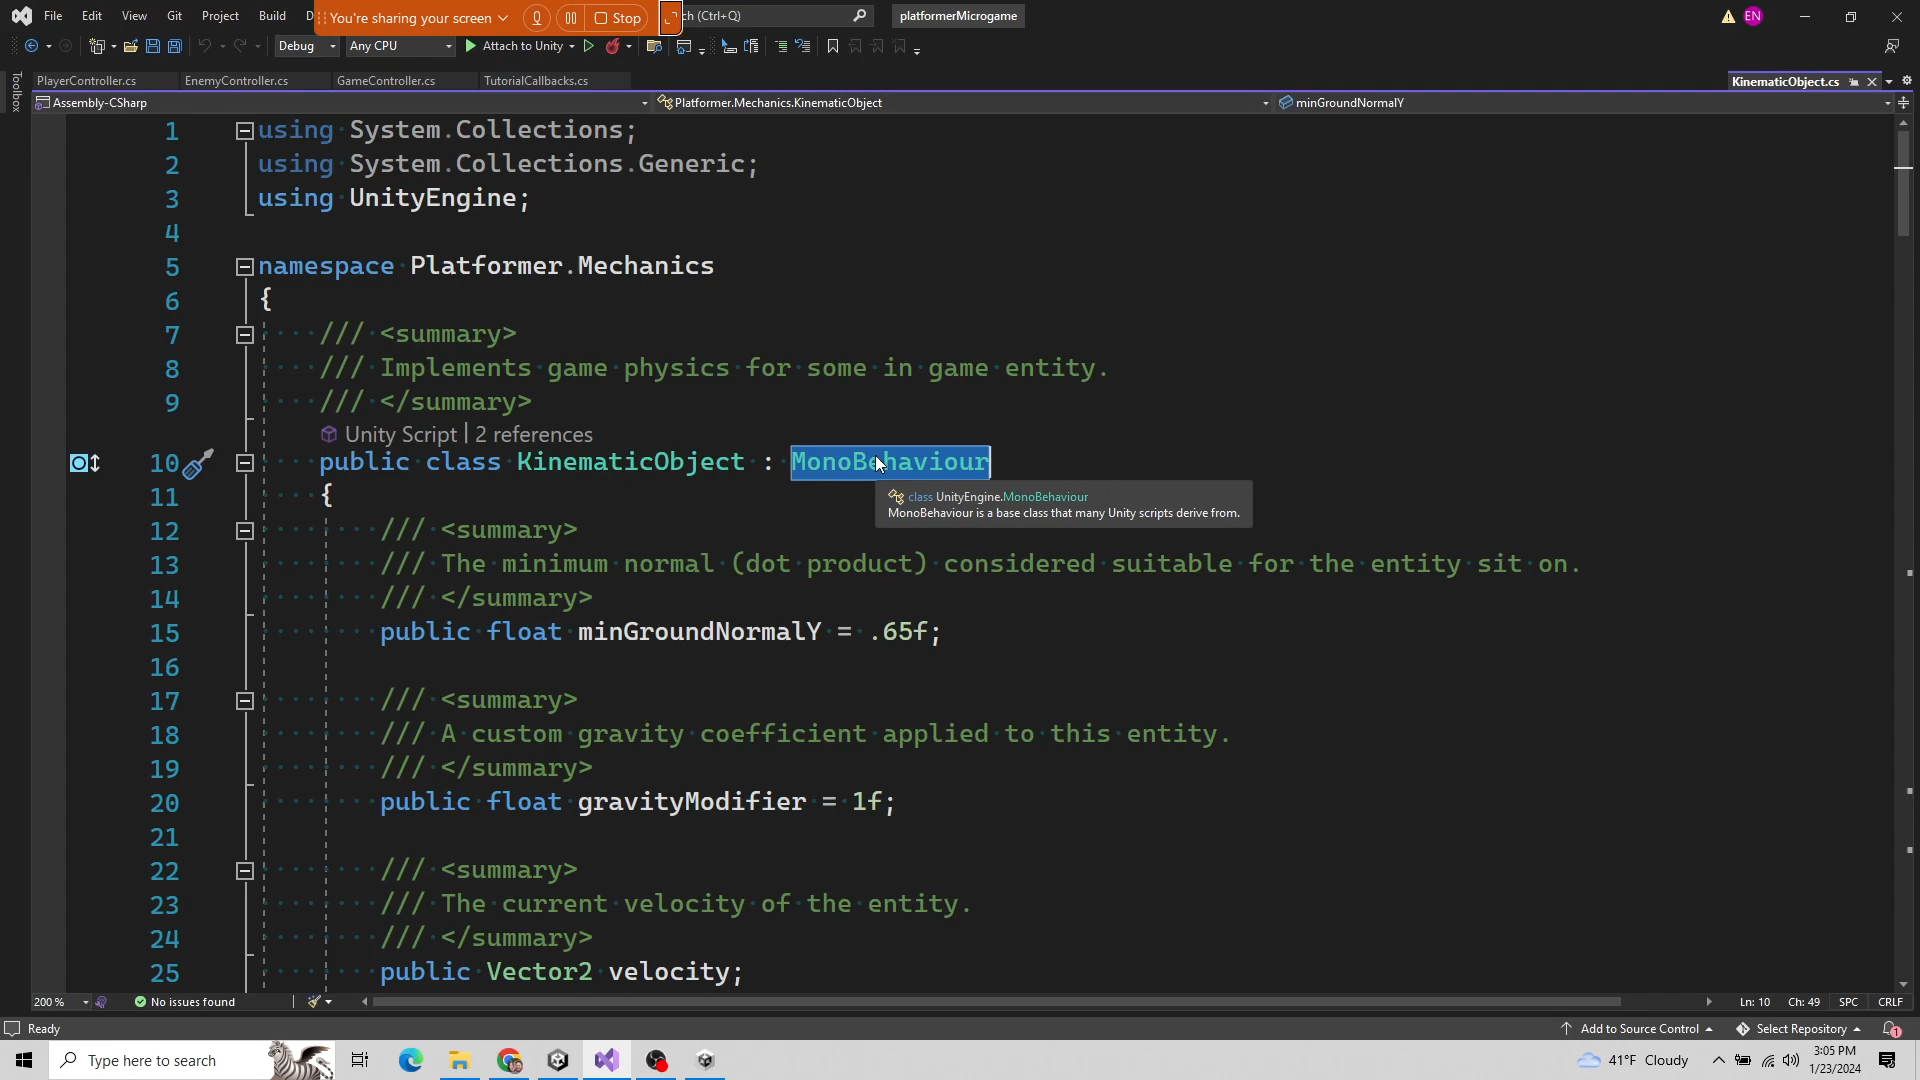 File Edit View Git Project Build D You're sharing your screen Stop ch (Ctrl+Q) platformerMicrogame EN
Debug Any CPU Attach to Unity
Toolbox
PlayerController.cs EnemyController.cs GameController.cs TutorialCallbacks.cs KinematicObject.cs
Assembly-CSharp Platformer.Mechanics.KinematicObject minGroundNormalY
1 using System.Collections;
2 using System.Collections.Generic;
3 using UnityEngine;
4
5 namespace Platformer.Mechanics
6 {
7 /// <summary>
8 /// Implements game physics for some in game entity.
9 /// </summary>
Unity Script | 2 references
10 public class KinematicObject : MonoBehaviour
11 {
class UnityEngine.MonoBehaviour
MonoBehaviour is a base class that many Unity scripts derive from.
12 /// <summary>
13 /// The minimum normal (dot product) considered suitable for the entity sit on.
14 /// </summary>
15 public float minGroundNormalY = .65f;
16
17 /// <summary>
18 /// A custom gravity coefficient applied to this entity.
19 /// </summary>
20 public float gravityModifier = 1f;
21
22 /// <summary>
23 /// The current velocity of the entity.
24 /// </summary>
25 public Vector2 velocity;
200 % No issues found Ln: 10 Ch: 49 SPC CRLF
Ready Add to Source Control Select Repository 1
Type here to search 41°F Cloudy 3:05 PM
1/23/2024